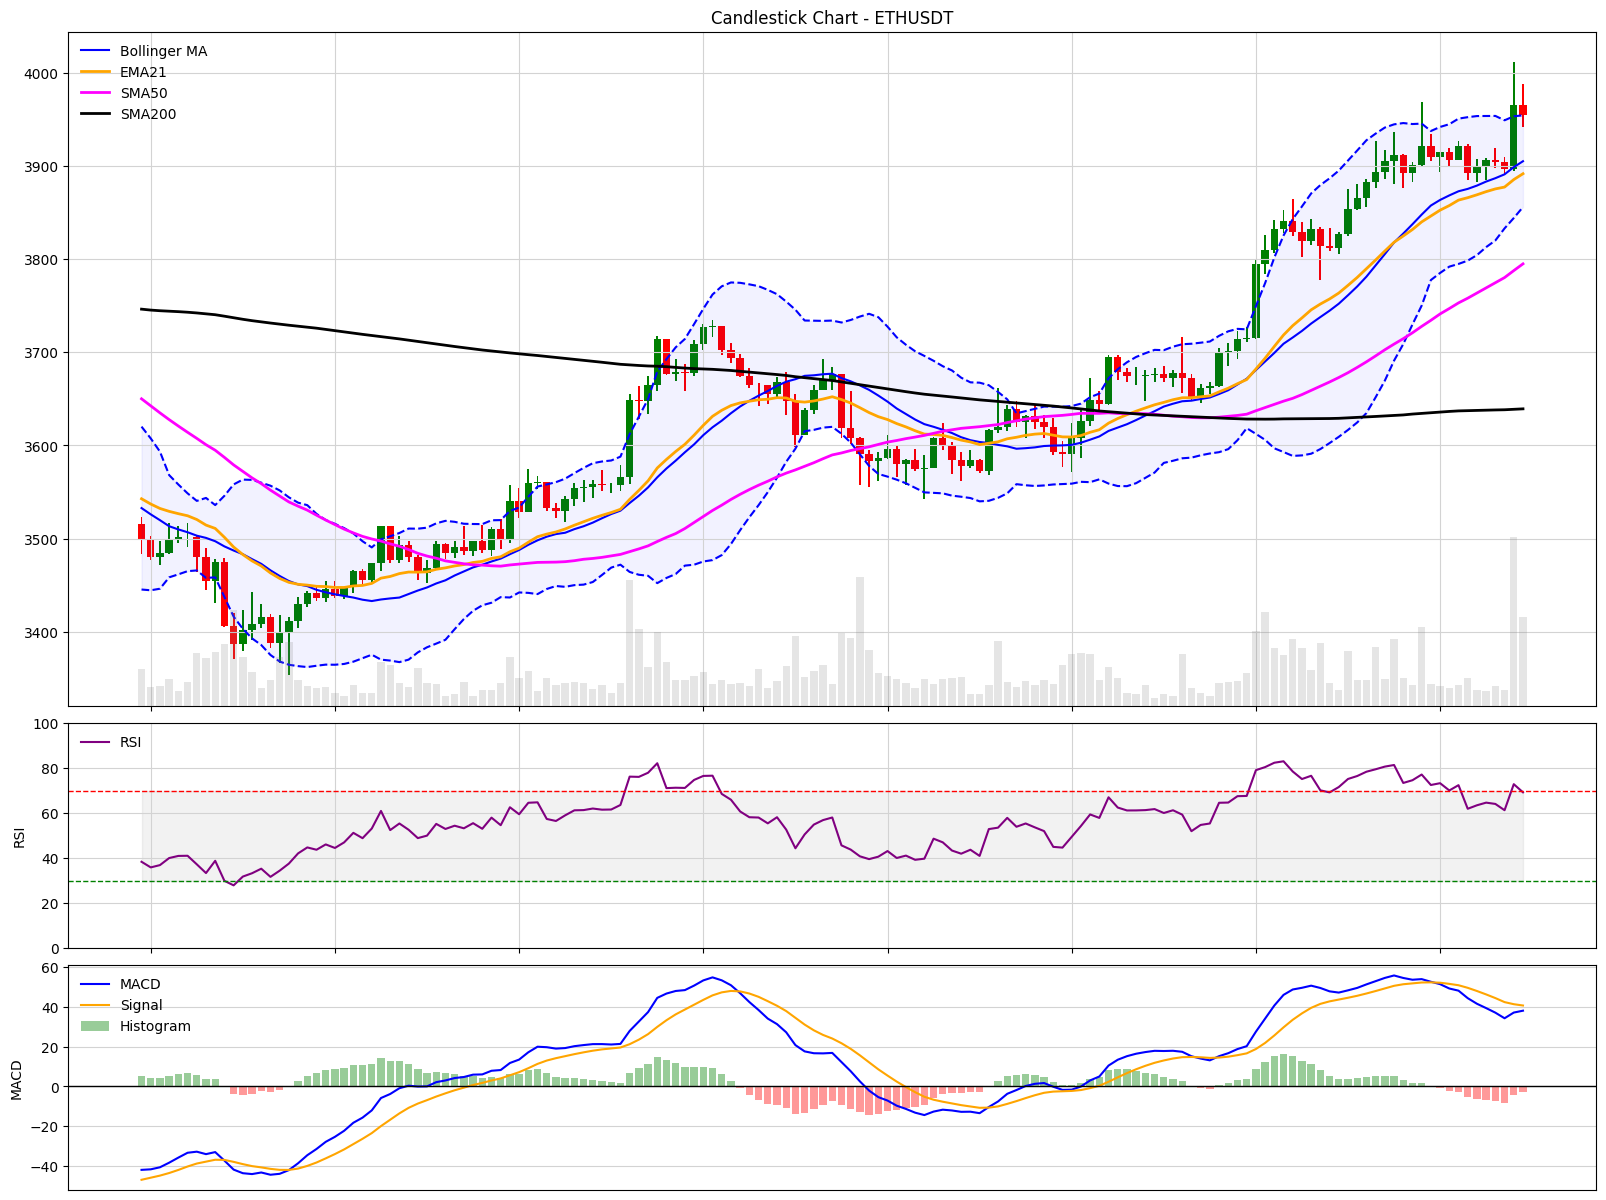 Candlestick Chart - ETHUSDT
Bollinger MA
EMA21
SMA50
SMA200
4000
3900
3800
3700
3600
3500
3400
RSI
100
80
60
40
20
0
RSI
MACD
Signal
Histogram
60
40
20
0
−20
−40
MACD